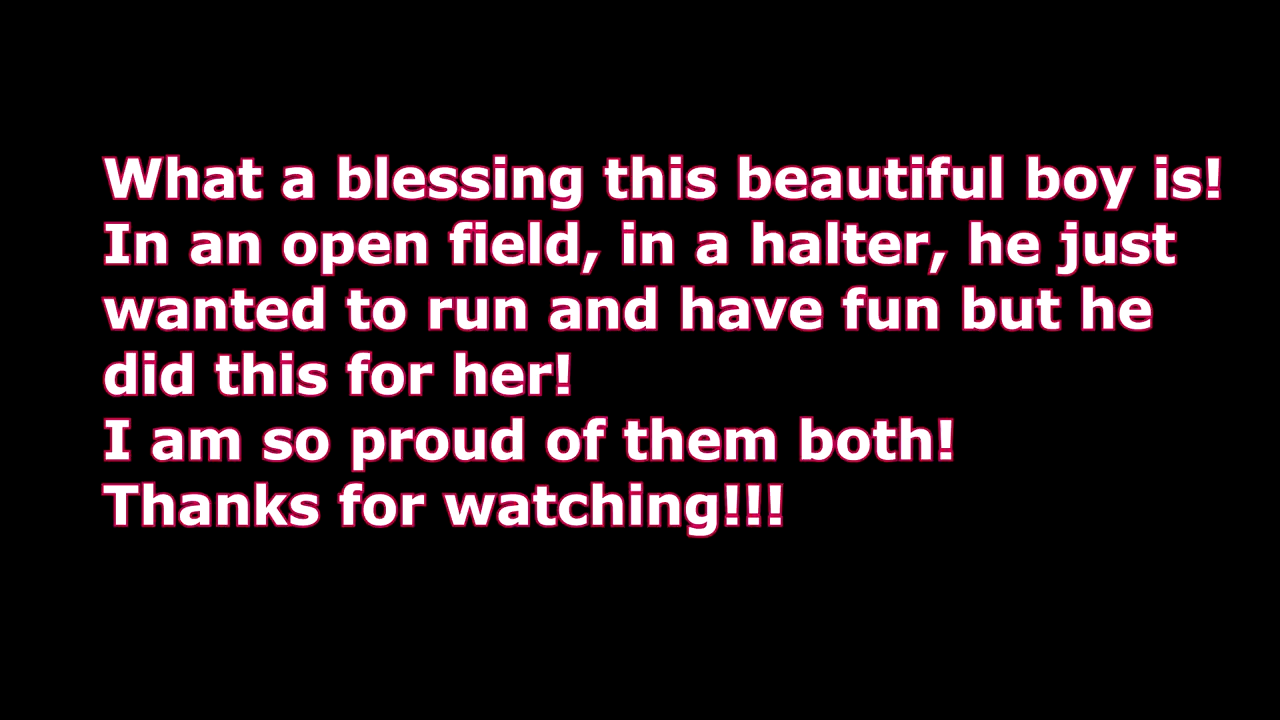 What a blessing this beautiful boy is!
In an open field, in a halter, he just
wanted to run and have fun but he
did this for her!
I am so proud of them both!
Thanks for watching!!!